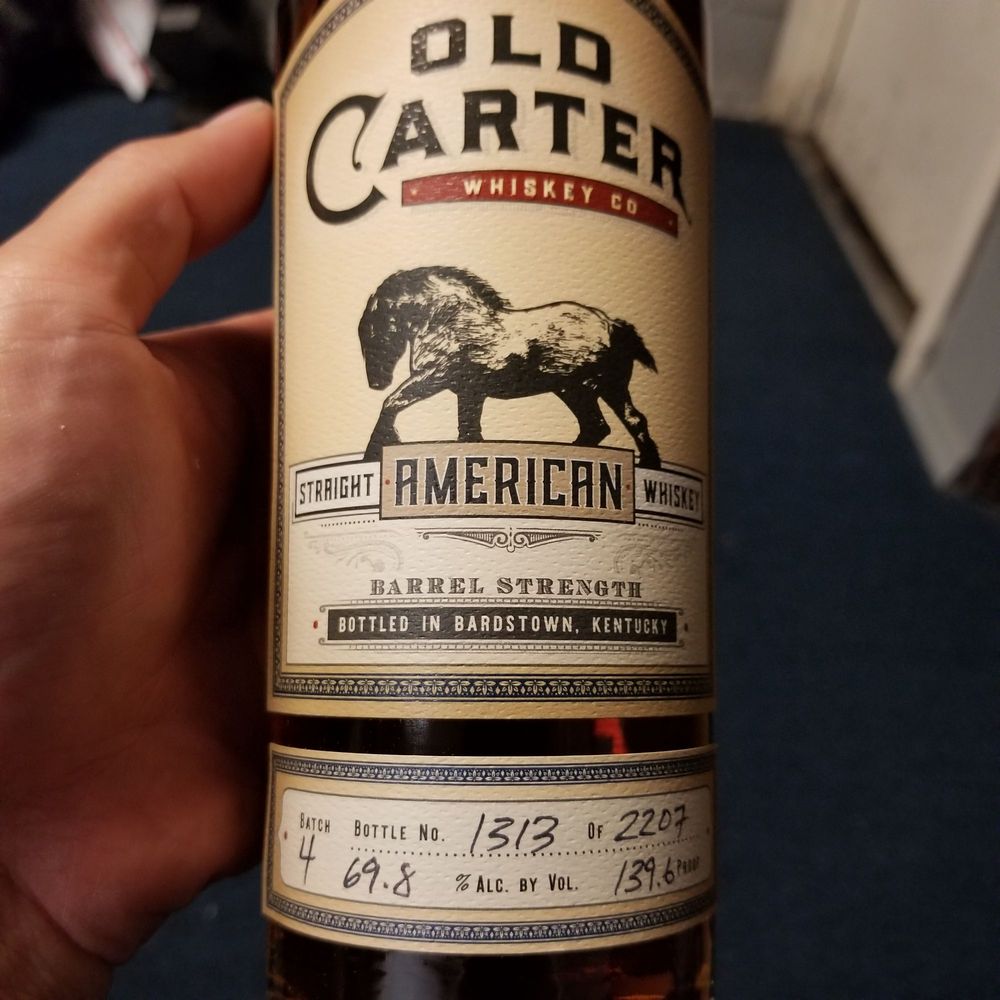 OLD
CARTER
WHISKEY CO
STRAIGHT AMERICAN WHISKEY
BARREL STRENGTH
BOTTLED IN BARDSTOWN, KENTUCKY
BATCH 4 BOTTLE NO. 1313 OF 2207
69.8 % ALC. BY VOL. 139.6 PROOF